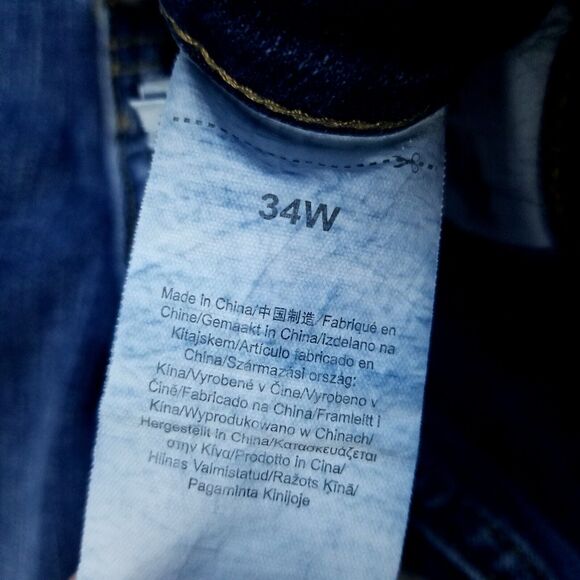 34W
Made in China/中国制造/Fabriqué en
Chine/Gemaakt in China/Izdelano na
Kitajskem/Artículo fabricado en
China/Származási ország:
Kína/Vyrobené v Číne/Vyrobeno v
Číně/Fabricado na China/Framleitt í
Kína/Wyprodukowano w Chinach/
Hergestellt in China/Κατασκευάζεται
στην Κίνα/Prodotto in Cina/
Hiinas Valmistatud/Ražots Ķīnā/
Pagaminta Kinijoje